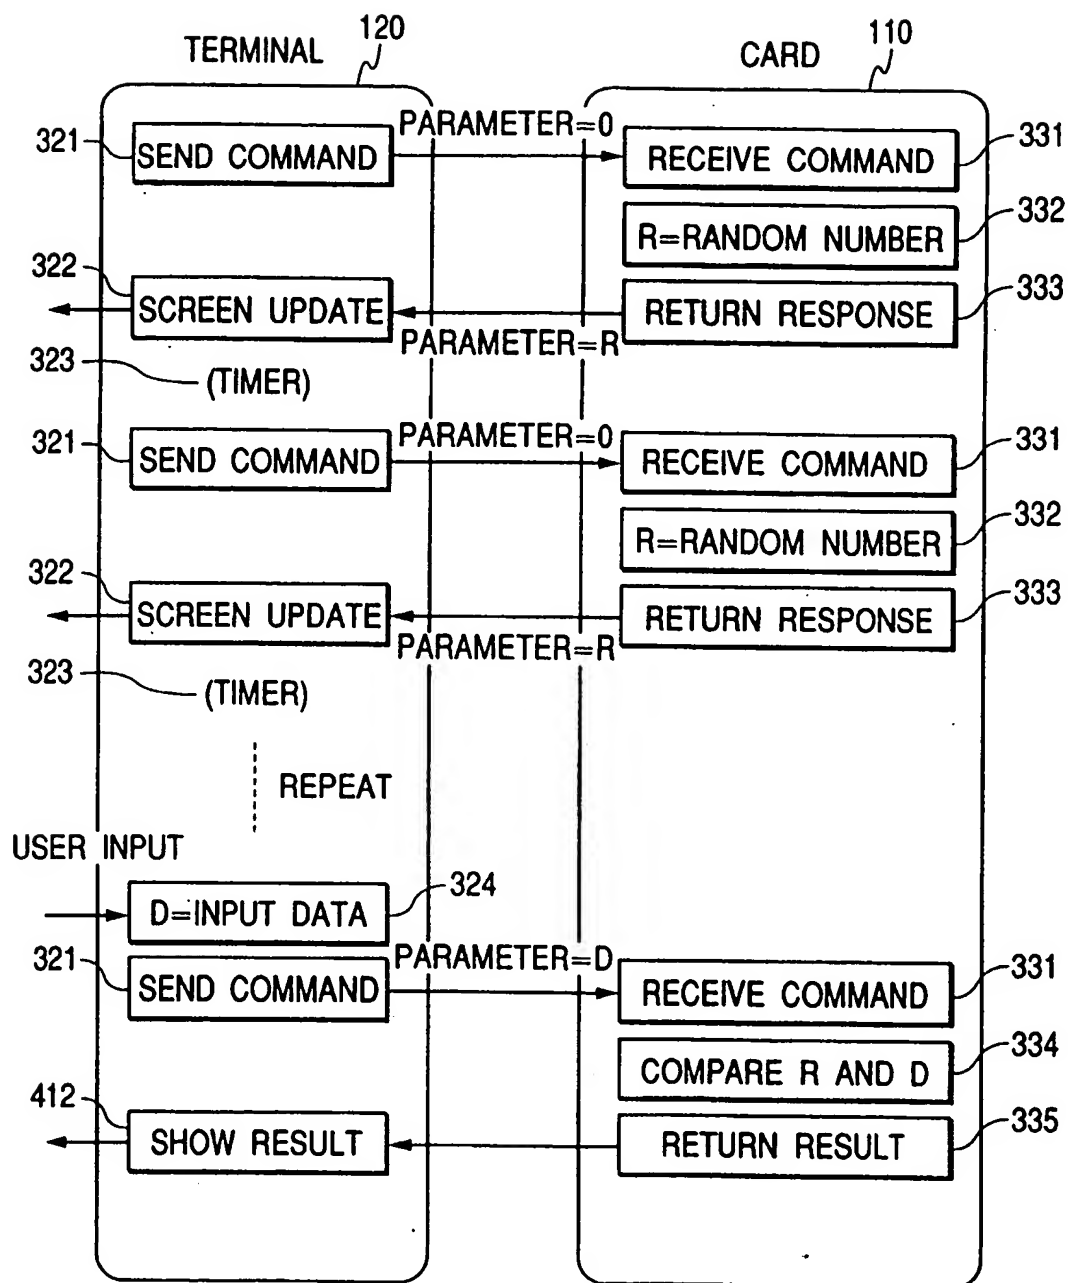 120
110
TERMINAL
CARD
PARAMETER=0
321
SEND COMMAND
RECEIVE COMMAND
331
R=RANDOM NUMBER
332
322
SCREEN UPDATE
RETURN RESPONSE
333
PARAMETER=R
323
(TIMER)
PARAMETER=0
321
SEND COMMAND
RECEIVE COMMAND
331
R=RANDOM NUMBER
332
322
SCREEN UPDATE
RETURN RESPONSE
333
PARAMETER=R
323
(TIMER)
REPEAT
USER INPUT
D=INPUT DATA
324
PARAMETER=D
321
SEND COMMAND
RECEIVE COMMAND
331
COMPARE R AND D
334
412
SHOW RESULT
RETURN RESULT
335